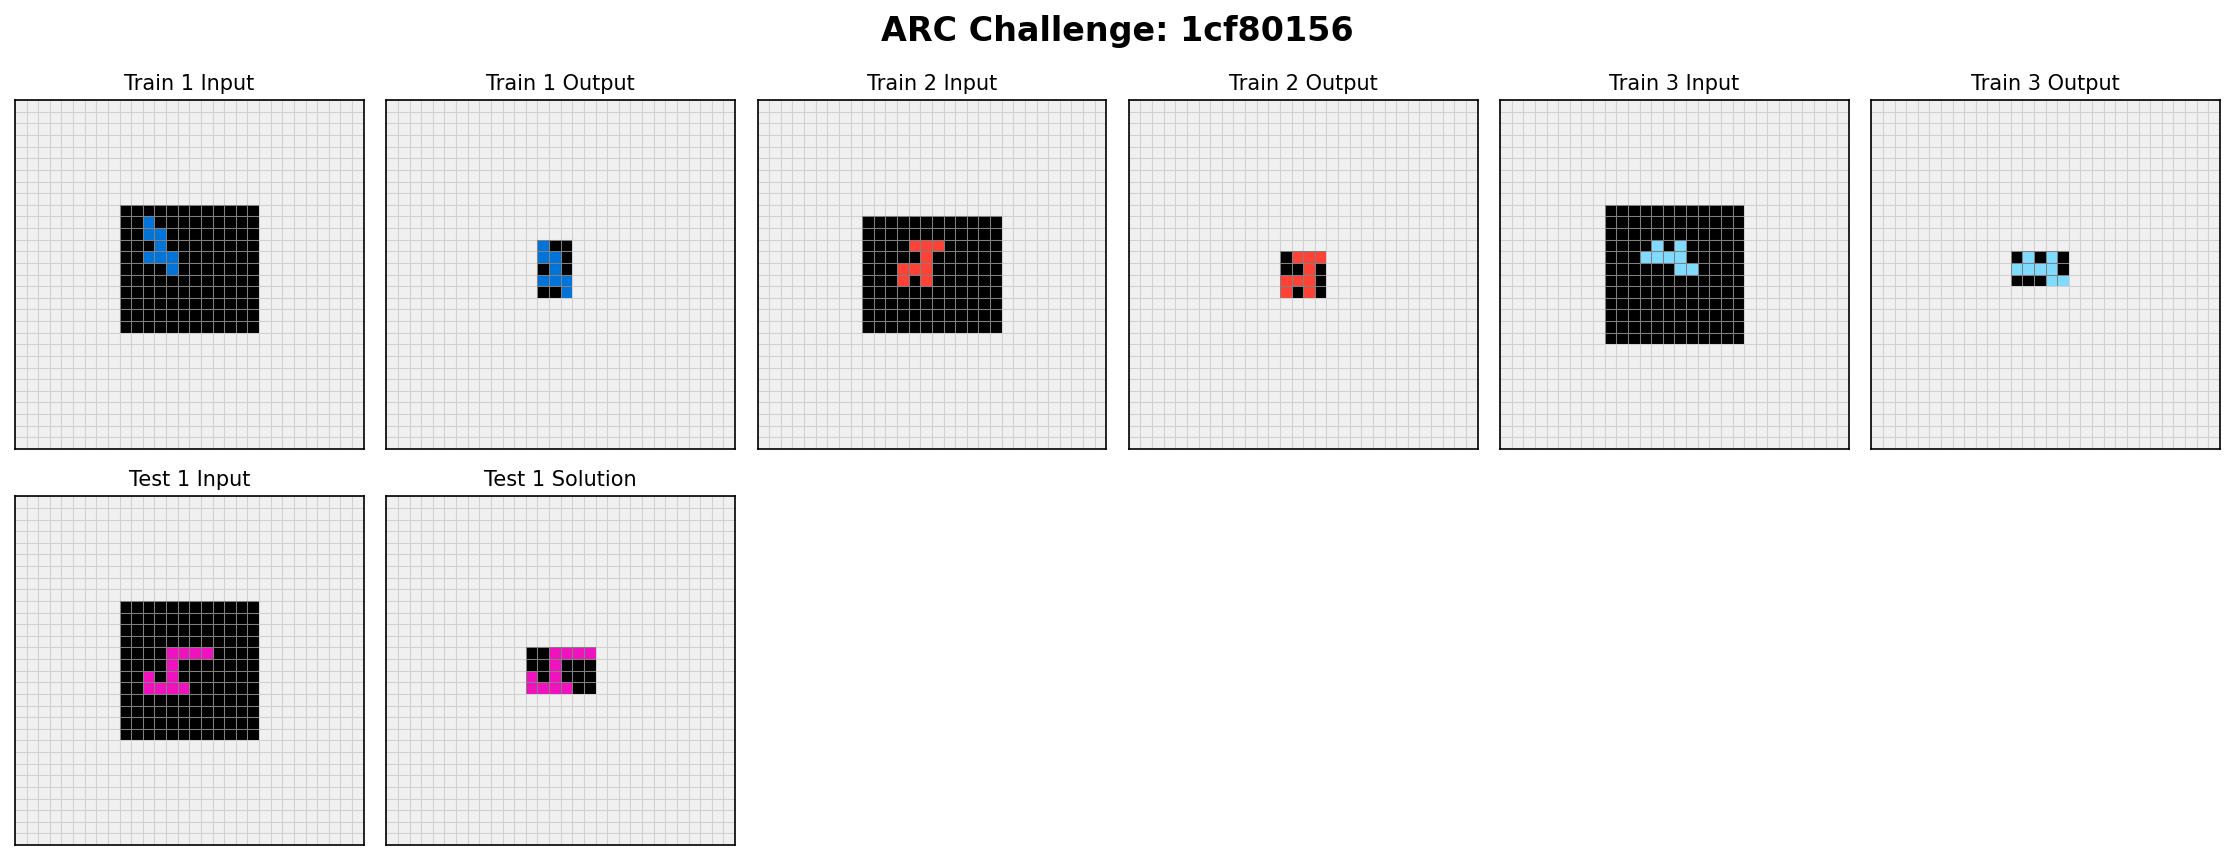 ARC Challenge: 1cf80156
Train 1 Input
Train 1 Output
Train 2 Input
Train 2 Output
Train 3 Input
Train 3 Output
Test 1 Input
Test 1 Solution